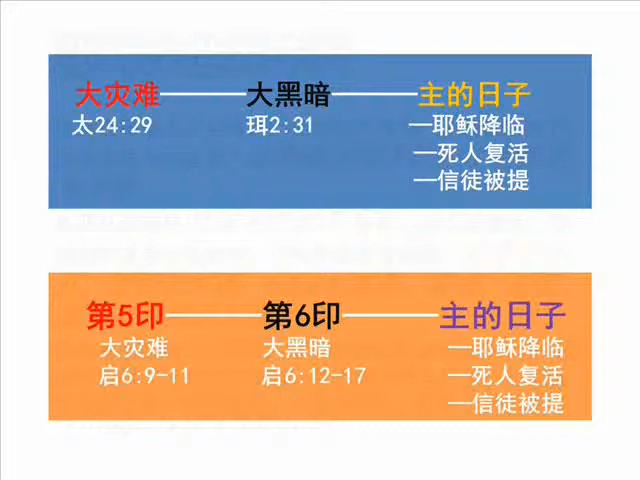 大灾难——大黑暗——主的日子
太24:29 珥2:31 —耶稣降临
—死人复活
—信徒被提
第5印——第6印——主的日子
大灾难 大黑暗 —耶稣降临
启6:9-11 启6:12-17 —死人复活
—信徒被提